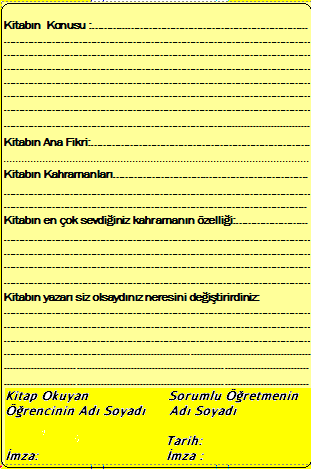 Kitabın Konusu :
Kitabın Ana Fikri:
Kitabın Kahramanları
Kitabın en çok sevdiğiniz kahramanın özelliği:
Kitabın yazarı siz olsaydınız neresini değiştirirdiniz:
Kitap Okuyan Sorumlu Öğretmenin
Öğrencinin Adı Soyadı Adı Soyadı
Tarih:
İmza: İmza :